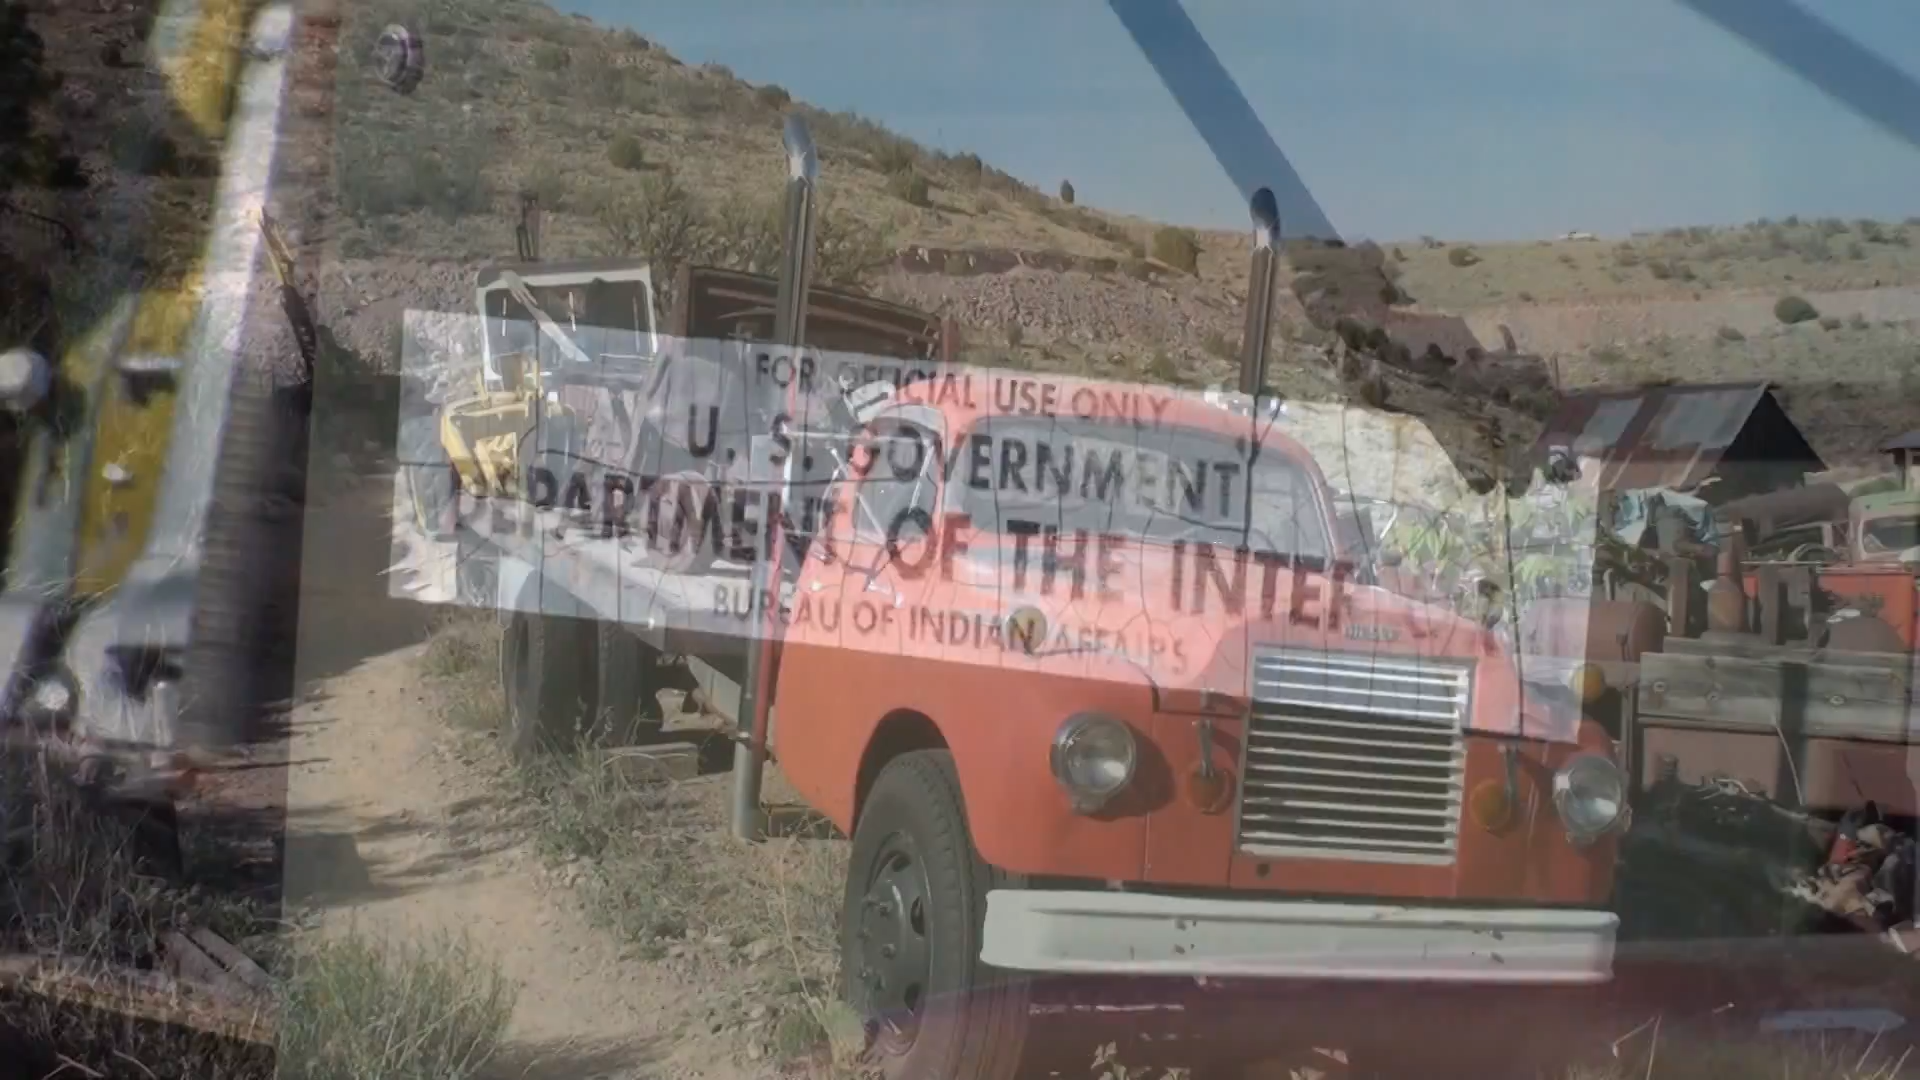 FOR OFFICIAL USE ONLY
U. S. GOVERNMENT
DEPARTMENT OF THE INTER
BUREAU OF INDIAN AFFAIRS